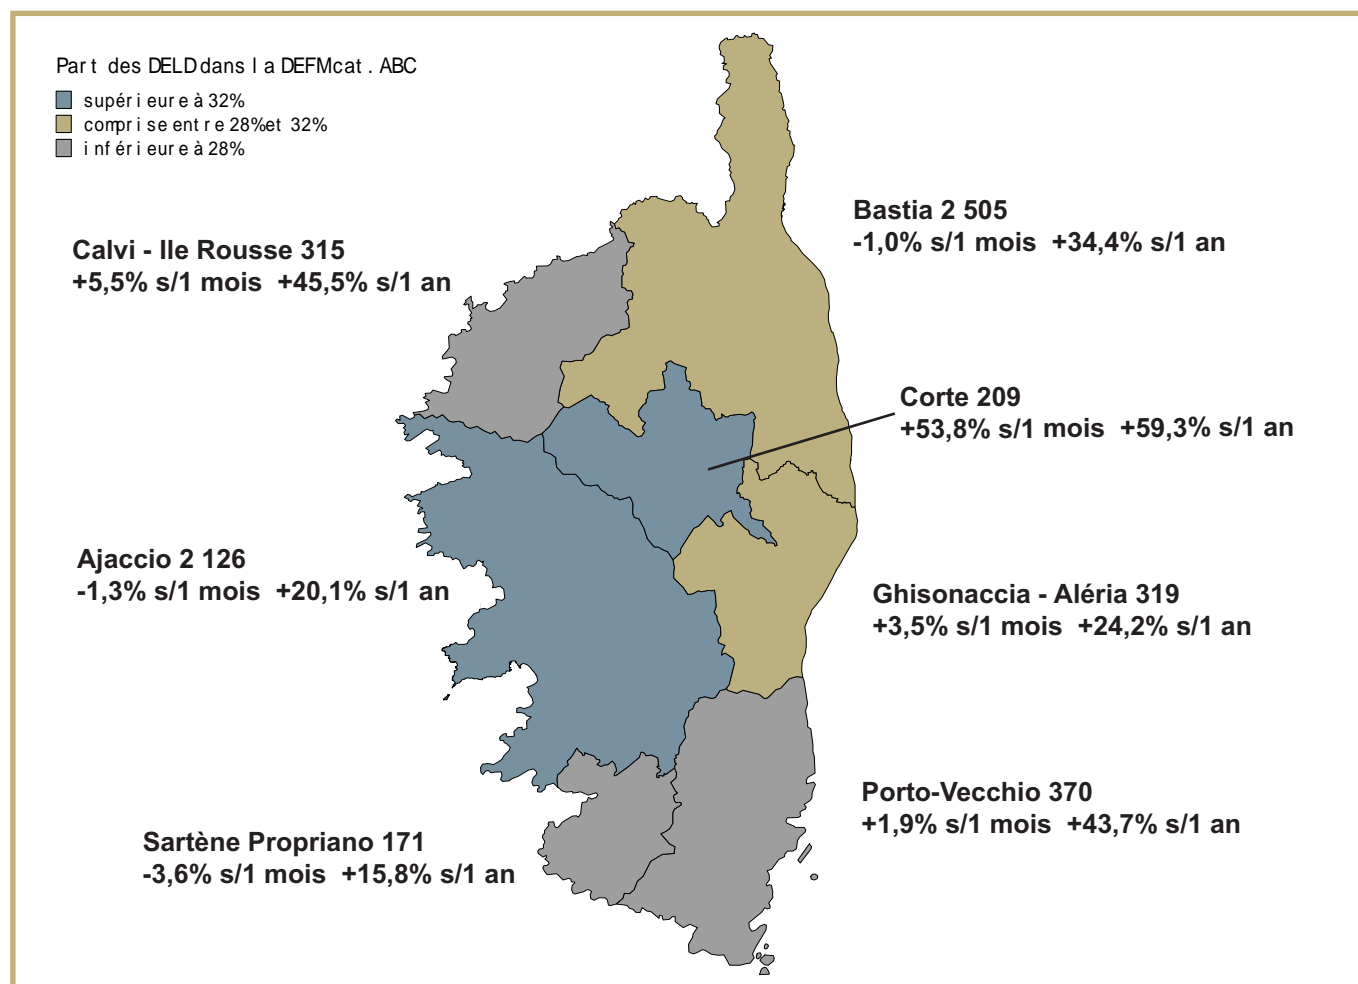 Part des DELD dans la DEFM cat. ABC
supérieure à 32%
comprise entre 28% et 32%
inférieure à 28%
Bastia 2 505
-1,0% s/1 mois +34,4% s/1 an
Calvi - Ile Rousse 315
+5,5% s/1 mois +45,5% s/1 an
Corte 209
+53,8% s/1 mois +59,3% s/1 an
Ajaccio 2 126
-1,3% s/1 mois +20,1% s/1 an
Ghisonaccia - Aléria 319
+3,5% s/1 mois +24,2% s/1 an
Porto-Vecchio 370
+1,9% s/1 mois +43,7% s/1 an
Sartène Propriano 171
-3,6% s/1 mois +15,8% s/1 an